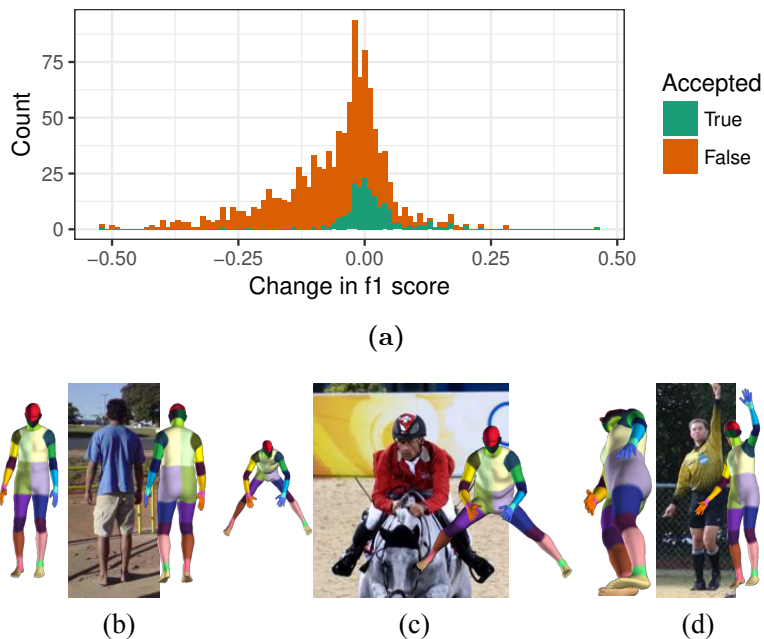 75
50
25
0
Count
−0.50
−0.25
0.00
0.25
0.50
Change in f1 score
Accepted
True
False
(a)
(b)
(c)
(d)